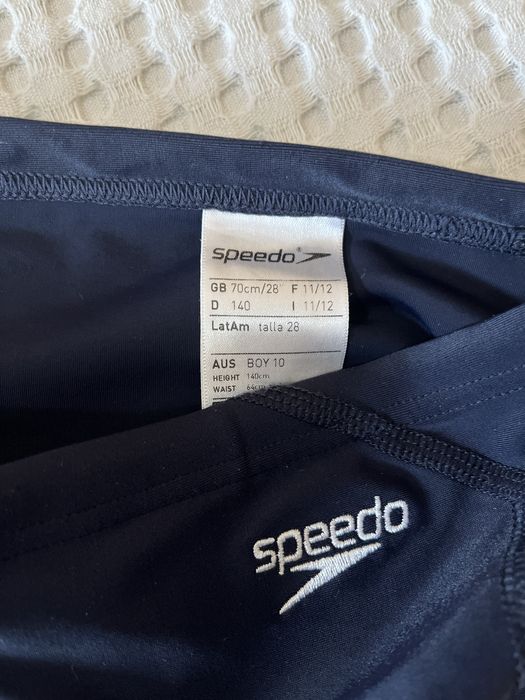 speedo
GB 70cm/28" F 11/12
D 140 I 11/12
LatAm talla 28
AUS BOY 10
HEIGHT 140cm
WAIST 64cm
speedo